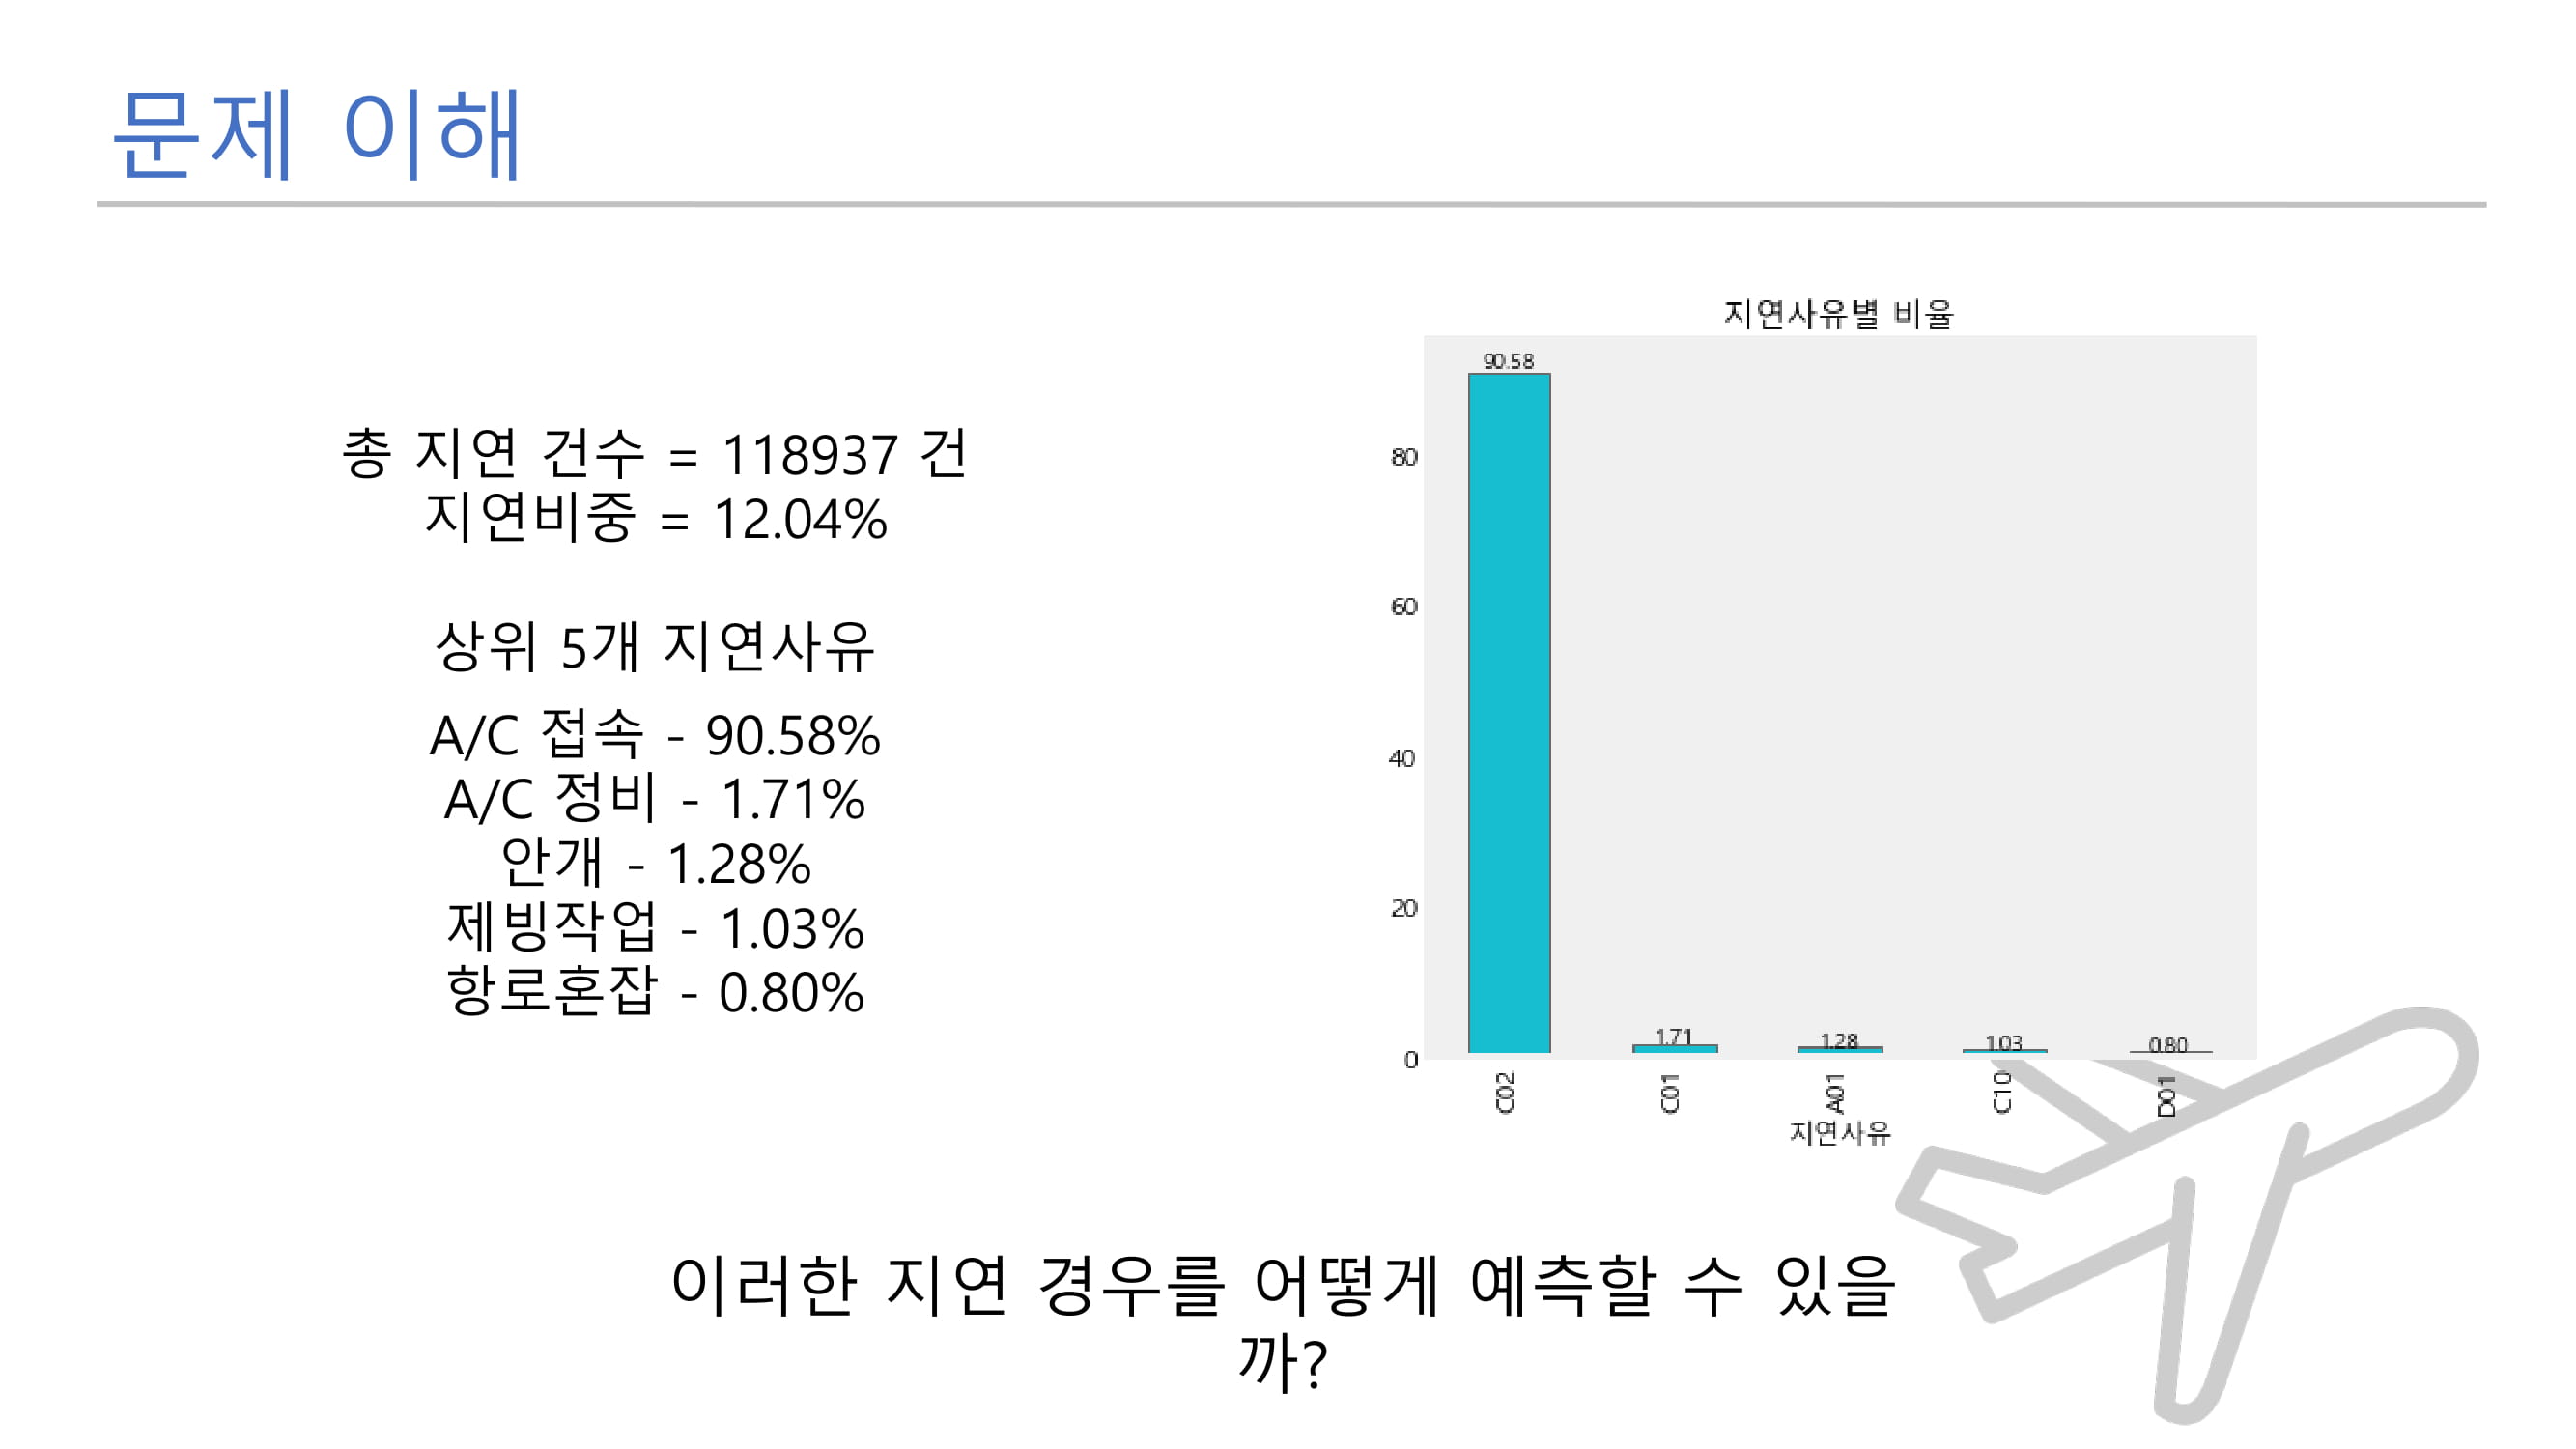 문제 이해
총 지연 건수 = 118937 건
지연비중 = 12.04%
상위 5개 지연사유
A/C 접속 - 90.58%
A/C 정비 - 1.71%
안개 - 1.28%
제빙작업 - 1.03%
항로혼잡 - 0.80%
지연사유별 비율
90.58
1.71
1.28
1.03
0.80
80
60
40
20
0
C02
C01
A01
C10
D01
지연사유
이러한 지연 경우를 어떻게 예측할 수 있을
까?